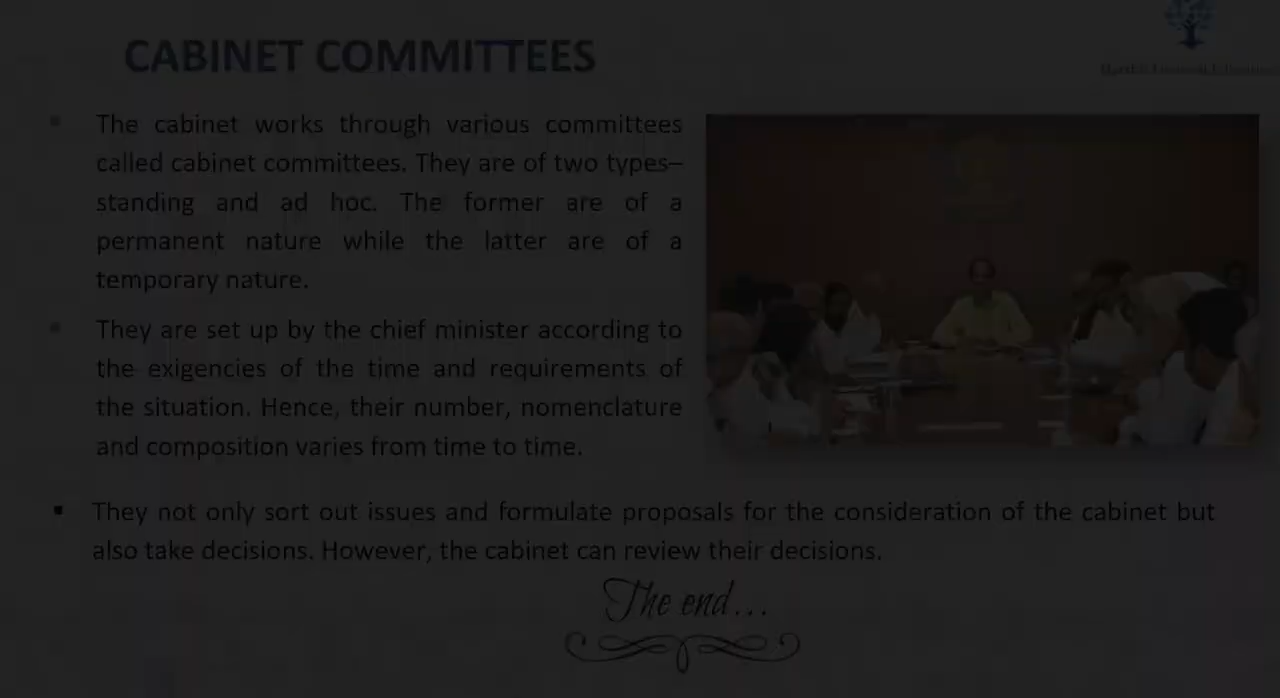 CABINET COMMITTEES
The cabinet works through various committees
called cabinet committees. They are of two types–
standing and ad hoc. The former are of a
permanent nature while the latter are of a
temporary nature.
They are set up by the chief minister according to
the exigencies of the time and requirements of
the situation. Hence, their number, nomenclature
and composition varies from time to time.
They not only sort out issues and formulate proposals for the consideration of the cabinet but
also take decisions. However, the cabinet can review their decisions.
The end...